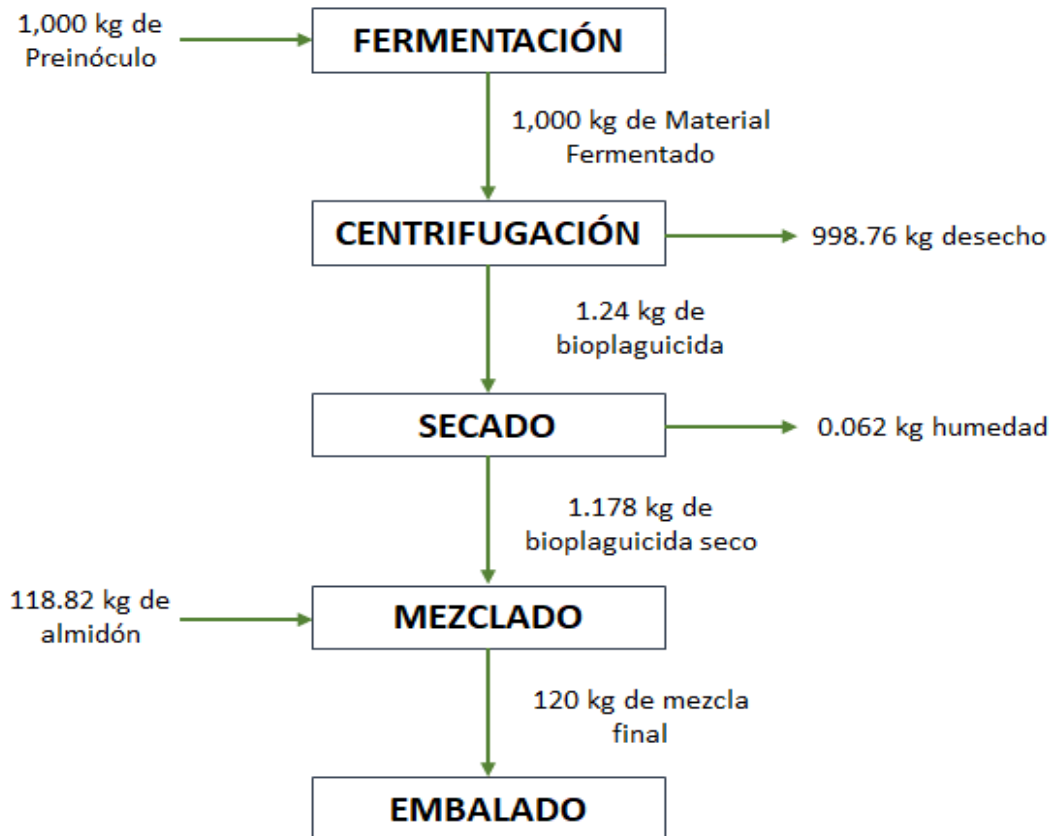 1,000 kg de
Preinóculo
FERMENTACIÓN
1,000 kg de Material
Fermentado
CENTRIFUGACIÓN
998.76 kg desecho
1.24 kg de
bioplaguicida
SECADO
0.062 kg humedad
1.178 kg de
bioplaguicida seco
118.82 kg de
almidón
MEZCLADO
120 kg de mezcla
final
EMBALADO